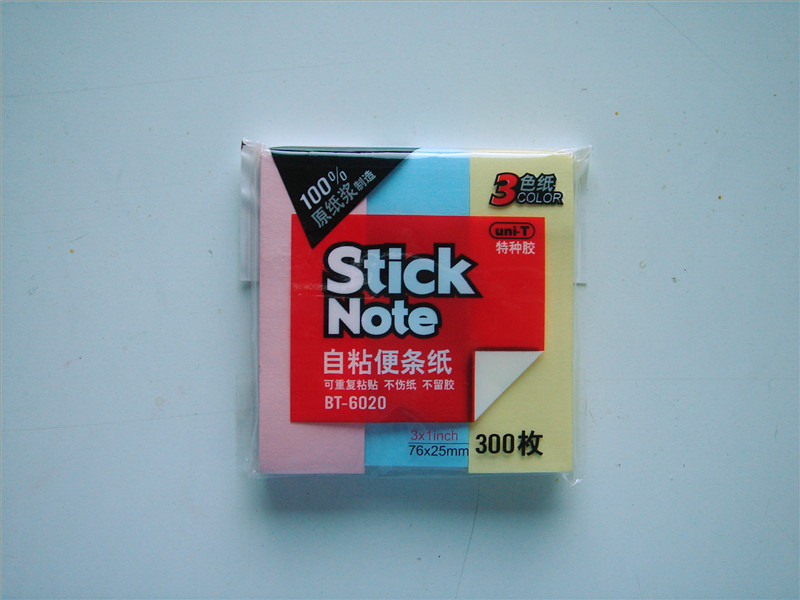 100%
原纸浆制造
3色纸
COLOR
uni-T
特种胶
Stick
Note
自粘便条纸
可重复粘贴 不伤纸 不留胶
BT-6020
3x1inch
76x25mm
300枚